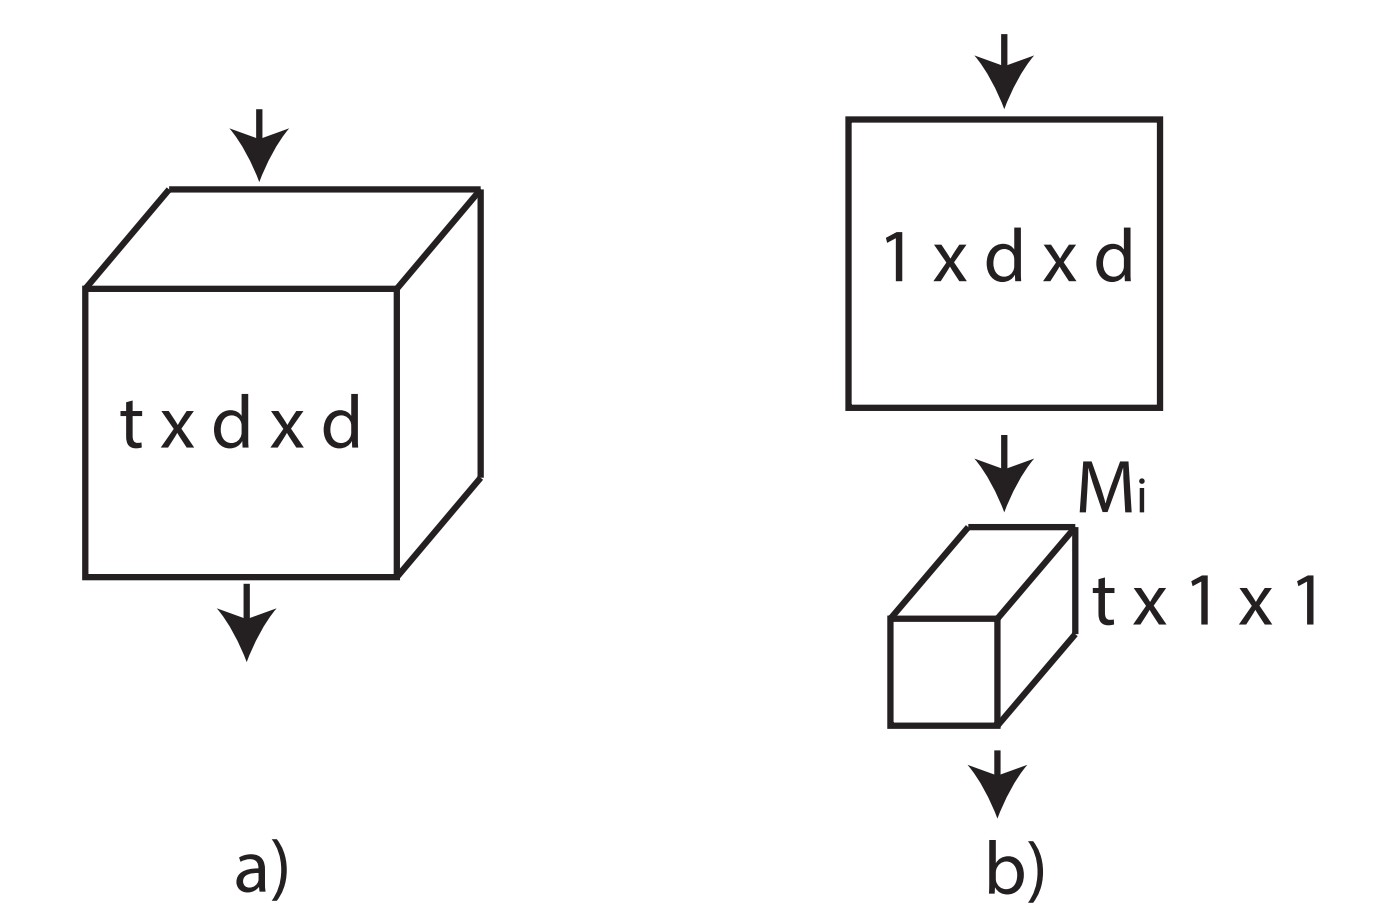 t x d x d
a)
1 x d x d
Mi
t x 1 x 1
b)